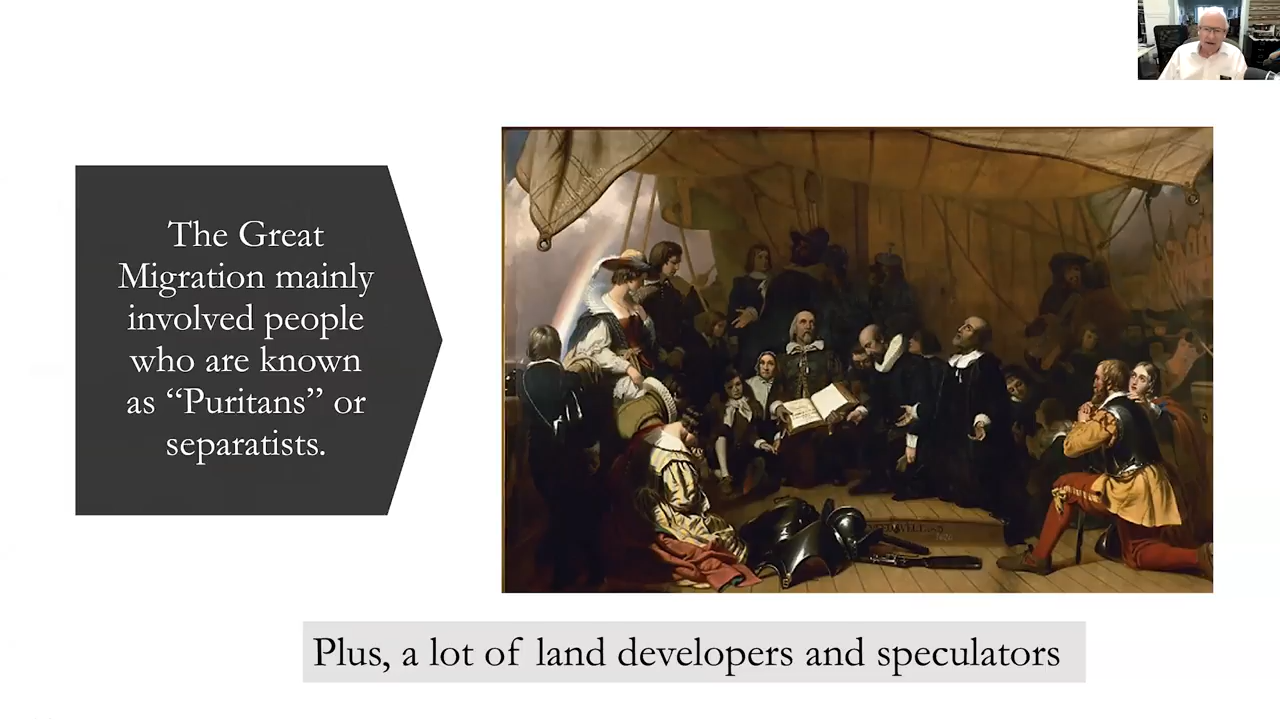 The Great
Migration mainly
involved people
who are known
as “Puritans” or
separatists.
Plus, a lot of land developers and speculators